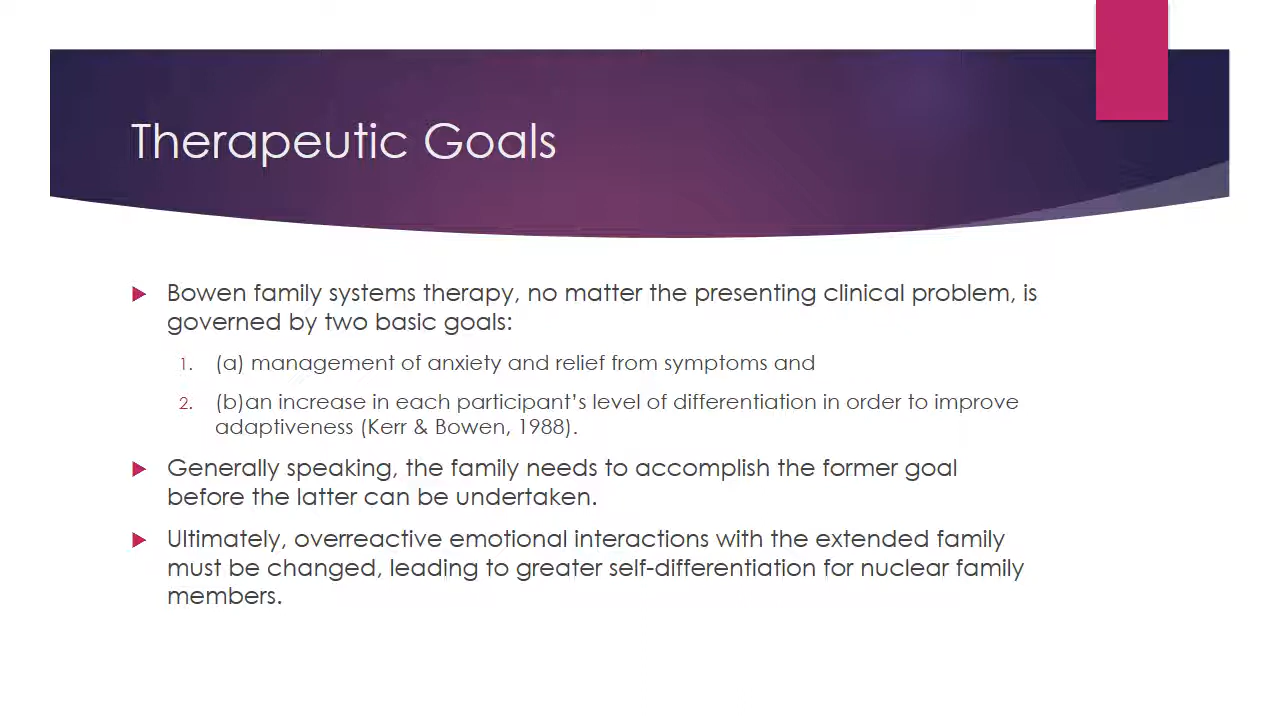 Therapeutic Goals
Bowen family systems therapy, no matter the presenting clinical problem, is
governed by two basic goals:
1. (a) management of anxiety and relief from symptoms and
2. (b)an increase in each participant’s level of differentiation in order to improve
adaptiveness (Kerr & Bowen, 1988).
Generally speaking, the family needs to accomplish the former goal
before the latter can be undertaken.
Ultimately, overreactive emotional interactions with the extended family
must be changed, leading to greater self-differentiation for nuclear family
members.